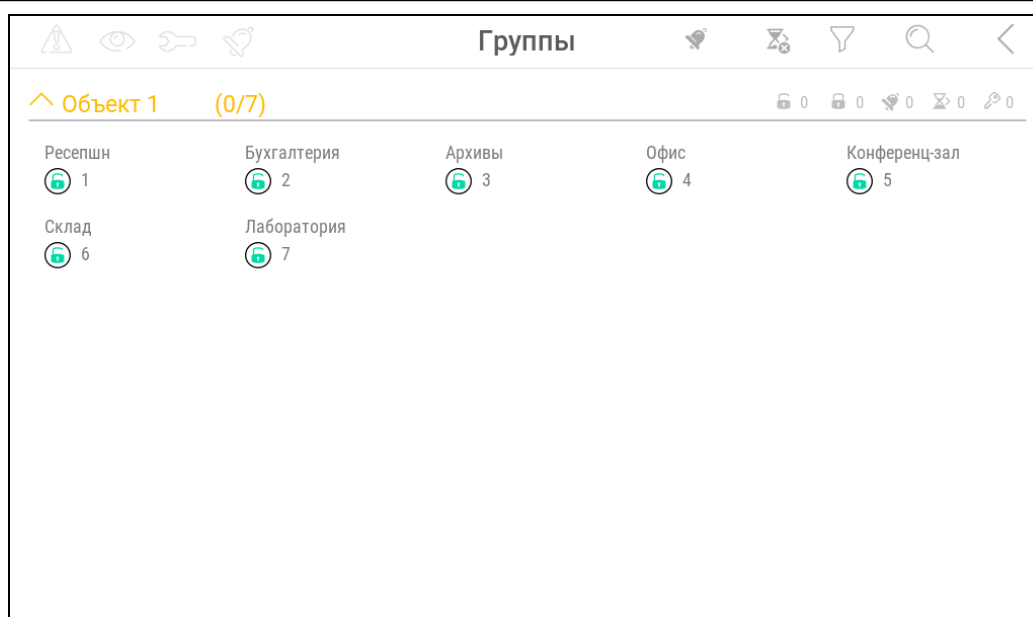 Группы
Объект 1 (0/7) 0 0 0 0 0
Ресепшн Бухгалтерия Архивы Офис Конференц-зал
1 2 3 4 5
Склад Лаборатория
6 7